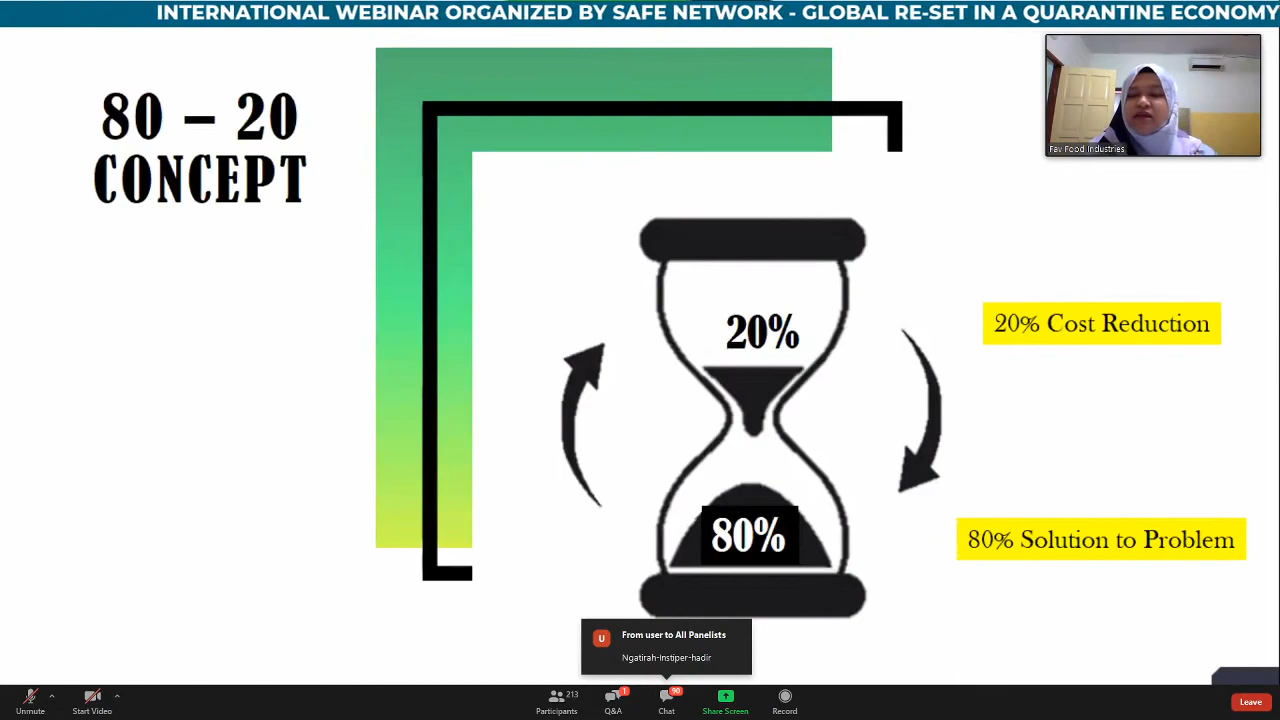 INTERNATIONAL WEBINAR ORGANIZED BY SAFE NETWORK - GLOBAL RE-SET IN A QUARANTINE ECONOMY
80 – 20
CONCEPT
Fav Food Industries
20%
20% Cost Reduction
80%
80% Solution to Problem
U
From user to All Panelists
Ngatirah-Instiper-hadir
Unmute
Start Video
213
Participants
1
Q&A
90
Chat
Share Screen
Record
Leave